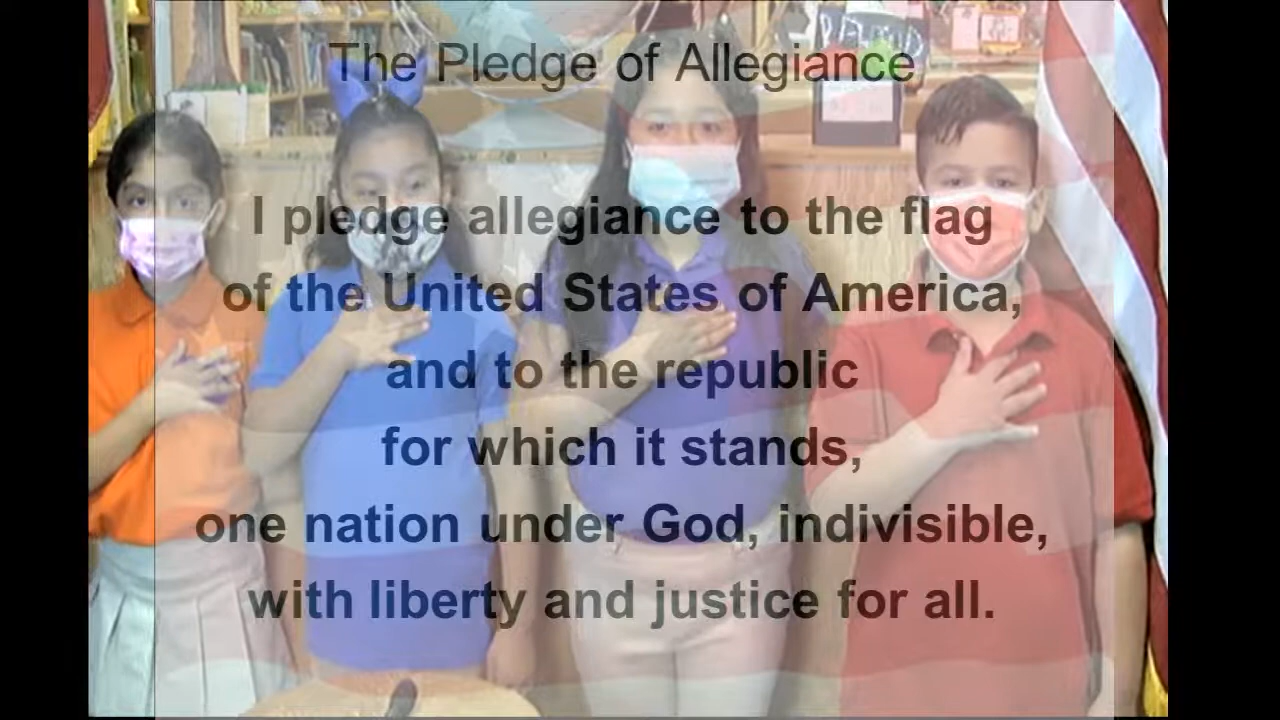 The Pledge of Allegiance
I pledge allegiance to the flag
of the United States of America,
and to the republic
for which it stands,
one nation under God, indivisible,
with liberty and justice for all.